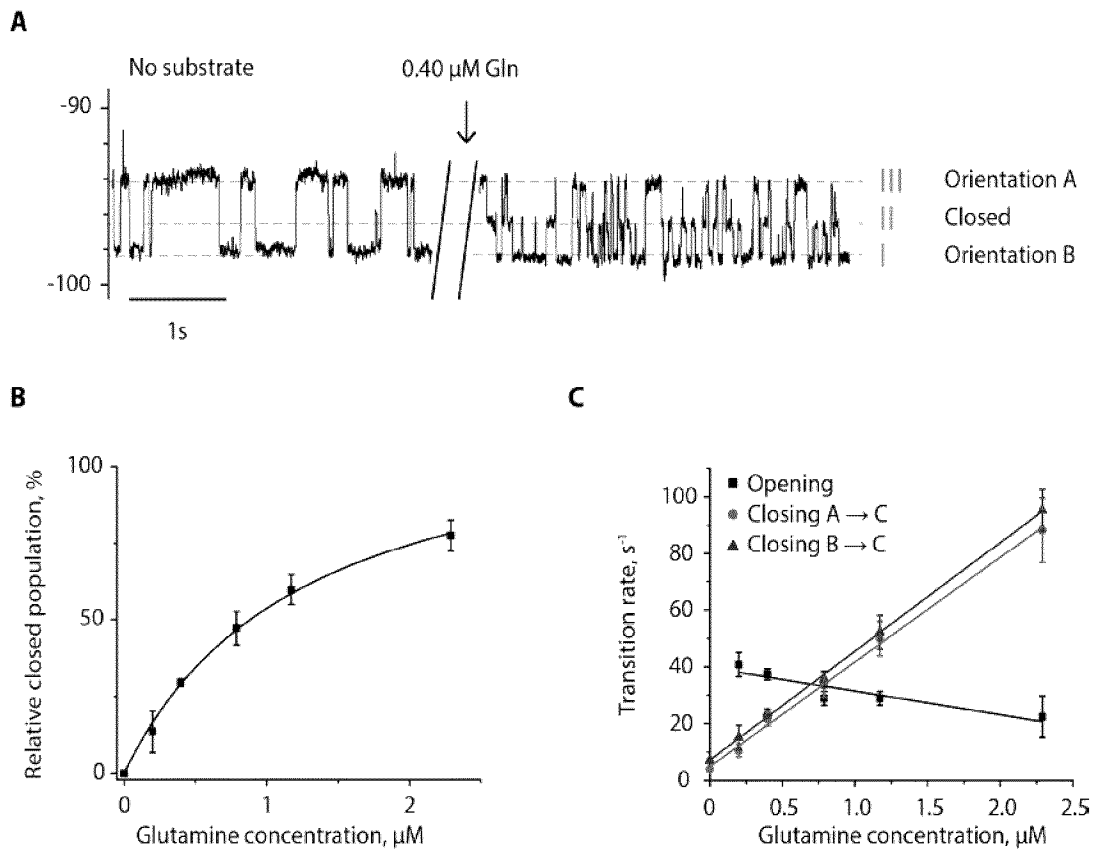 A
No substrate
0.40 μM Gln
-90
-100
1s
Orientation A
Closed
Orientation B
B
Relative closed population, %
100
50
0
0 1 2
Glutamine concentration, μM
C
Transition rate, s⁻¹
100
80
60
40
20
0
Opening
Closing A → C
Closing B → C
0 0.5 1.0 1.5 2.0 2.5
Glutamine concentration, μM